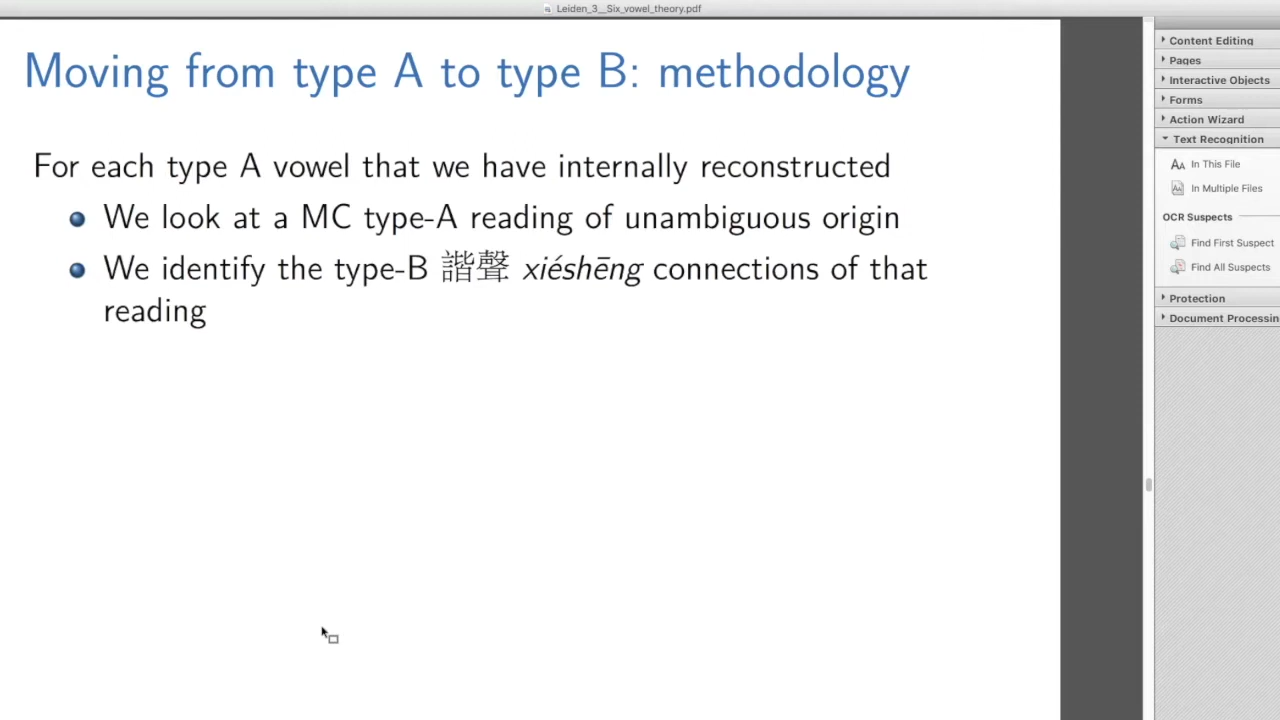 Leiden_3__Six_vowel_theory.pdf
Moving from type A to type B: methodology
For each type A vowel that we have internally reconstructed
We look at a MC type-A reading of unambiguous origin
We identify the type-B 諧聲 xiéshēng connections of that
reading
Content Editing
Pages
Interactive Objects
Forms
Action Wizard
Text Recognition
In This File
In Multiple Files
OCR Suspects
Find First Suspect
Find All Suspects
Protection
Document Processin